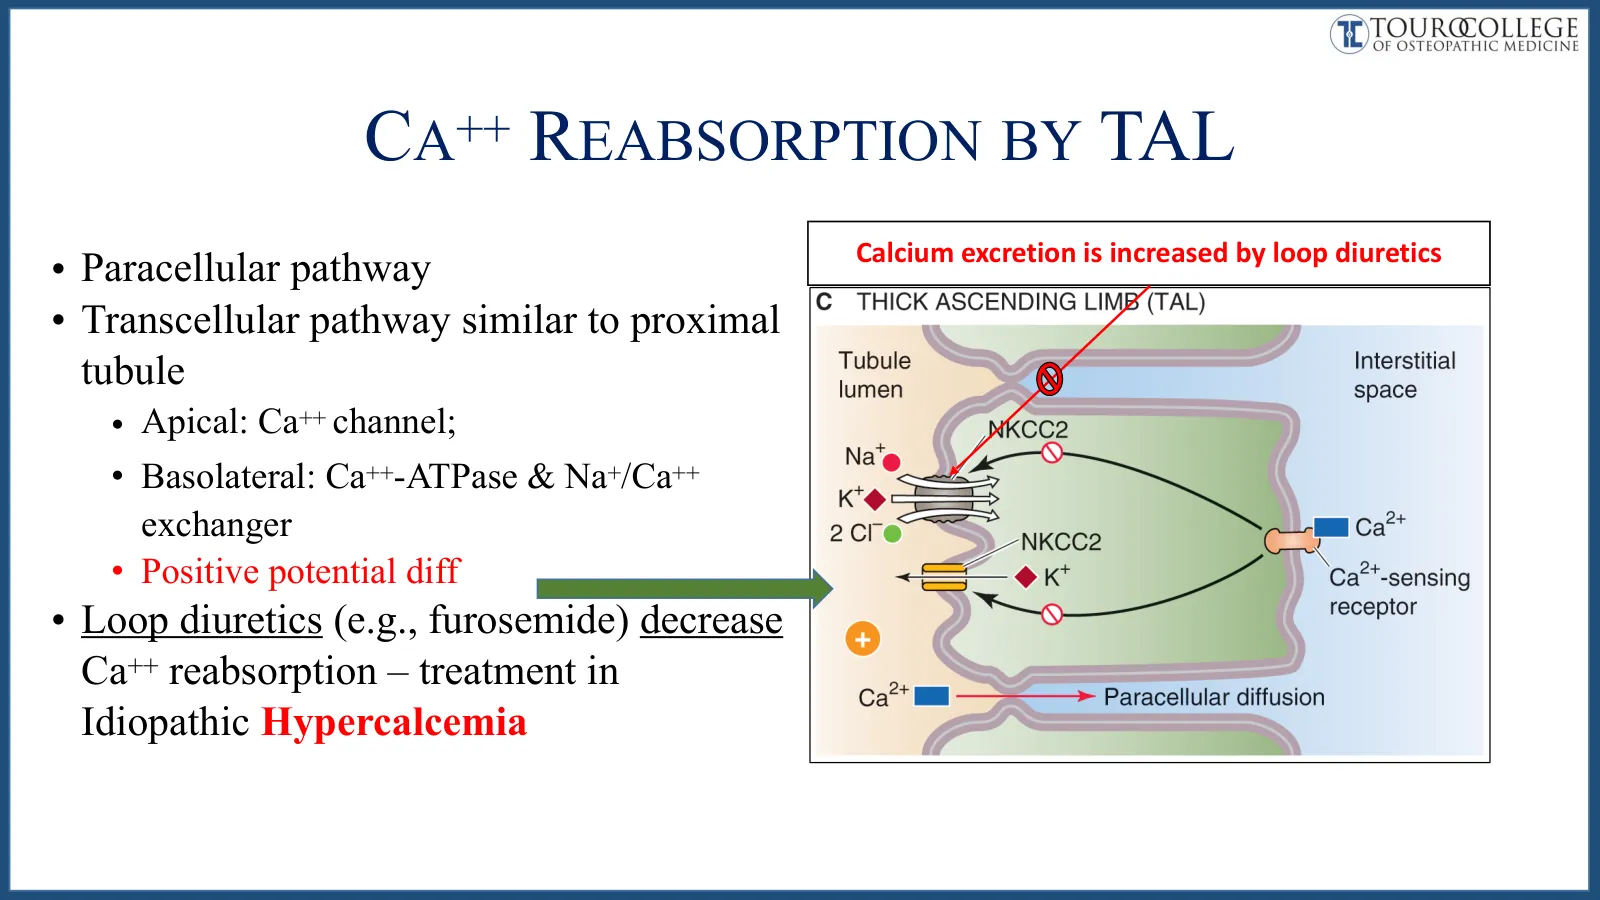 TOURO COLLEGE
OF OSTEOPATHIC MEDICINE
CA++ REABSORPTION BY TAL
• Paracellular pathway
• Transcellular pathway similar to proximal
tubule
• Apical: Ca++ channel;
• Basolateral: Ca++-ATPase & Na+/Ca++
exchanger
• Positive potential diff
• Loop diuretics (e.g., furosemide) decrease
Ca++ reabsorption – treatment in
Idiopathic Hypercalcemia
Calcium excretion is increased by loop diuretics
C THICK ASCENDING LIMB (TAL)
Tubule
lumen
Interstitial
space
NKCC2
Na+
K+
2 Cl–
NKCC2
K+
Ca2+
Ca2+-sensing
receptor
+
Ca2+
Paracellular diffusion